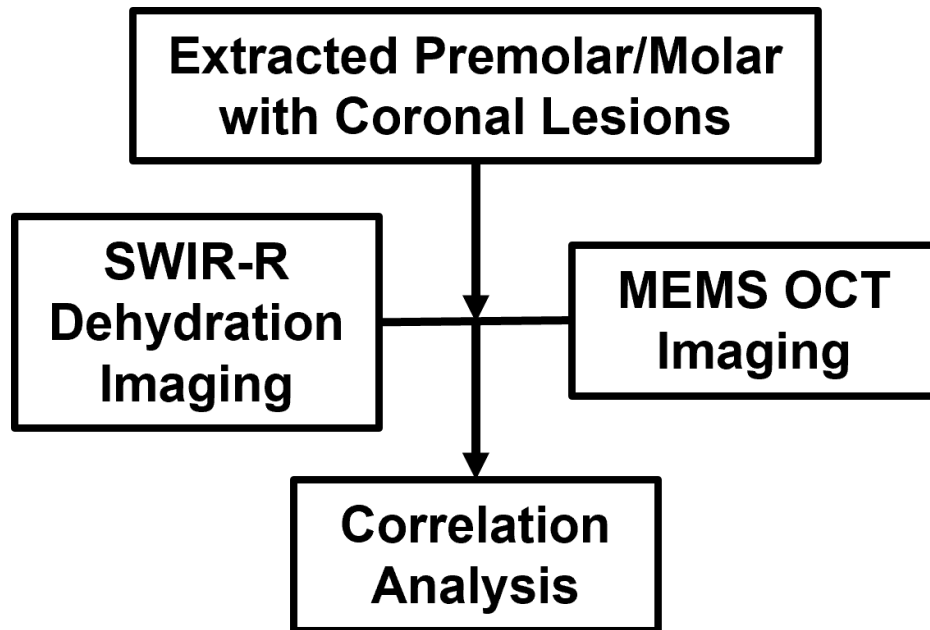 Extracted Premolar/Molar
with Coronal Lesions
SWIR-R
Dehydration
Imaging
MEMS OCT
Imaging
Correlation
Analysis